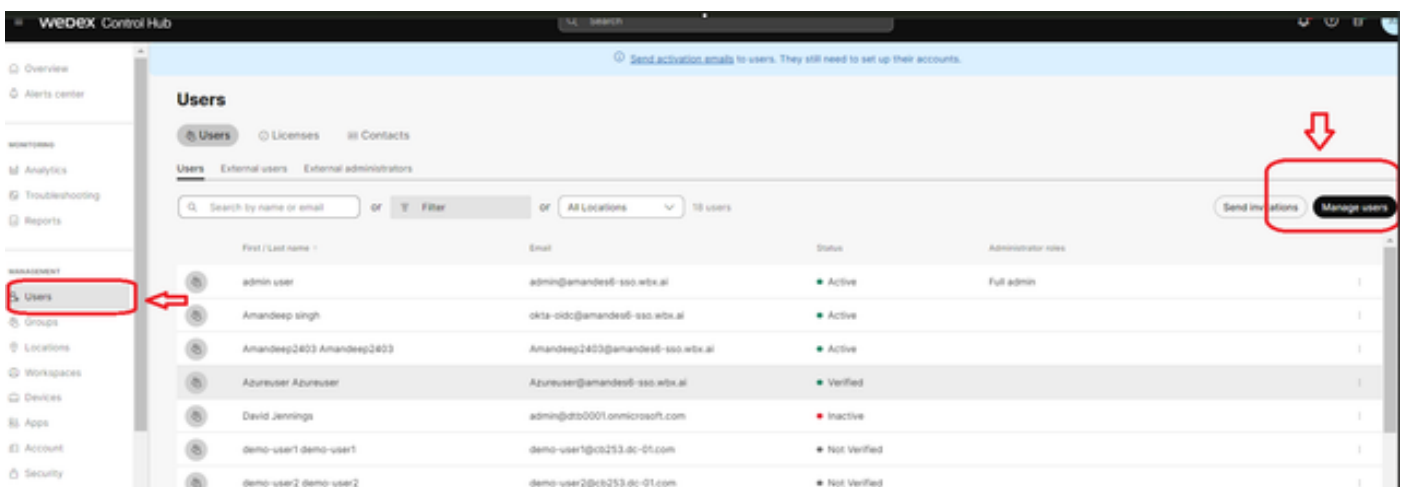 Webex Control Hub
Search
Send activation emails to users. They still need to set up their accounts.
Overview
Alerts center
MONITORING
Analytics
Troubleshooting
Reports
MANAGEMENT
Users
Groups
Locations
Workspaces
Devices
Apps
Account
Security
Users
Users Licenses Contacts
Users External users External administrators
Search by name or email or Filter or All Locations 18 users
Send invitations Manage users
First / Last name Email Status Administrator roles
admin user admin@amandes6-sso.wbx.ai Active Full admin
Amandeep singh okta-oidc@amandes6-sso.wbx.ai Active
Amandeep2403 Amandeep2403 Amandeep2403@amandes6-sso.wbx.ai Active
Azureuser Azureuser Azureuser@amandes6-sso.wbx.ai Verified
David Jennings admin@dtb0001.onmicrosoft.com Inactive
demo-user1 demo-user1 demo-user1@cb253.dc-01.com Not Verified
demo-user2 demo-user2 demo-user2@cb253.dc-01.com Not Verified